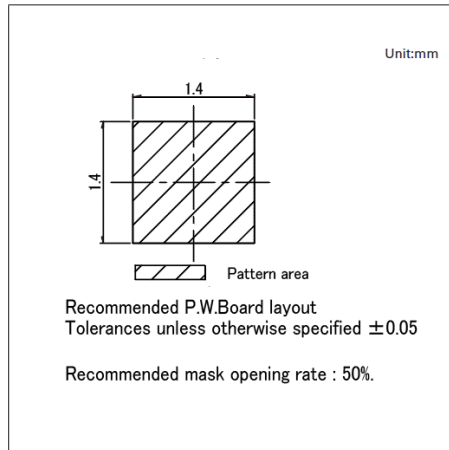 Unit:mm
1.4
1.4
Pattern area
Recommended P.W.Board layout
Tolerances unless otherwise specified ±0.05
Recommended mask opening rate : 50%.